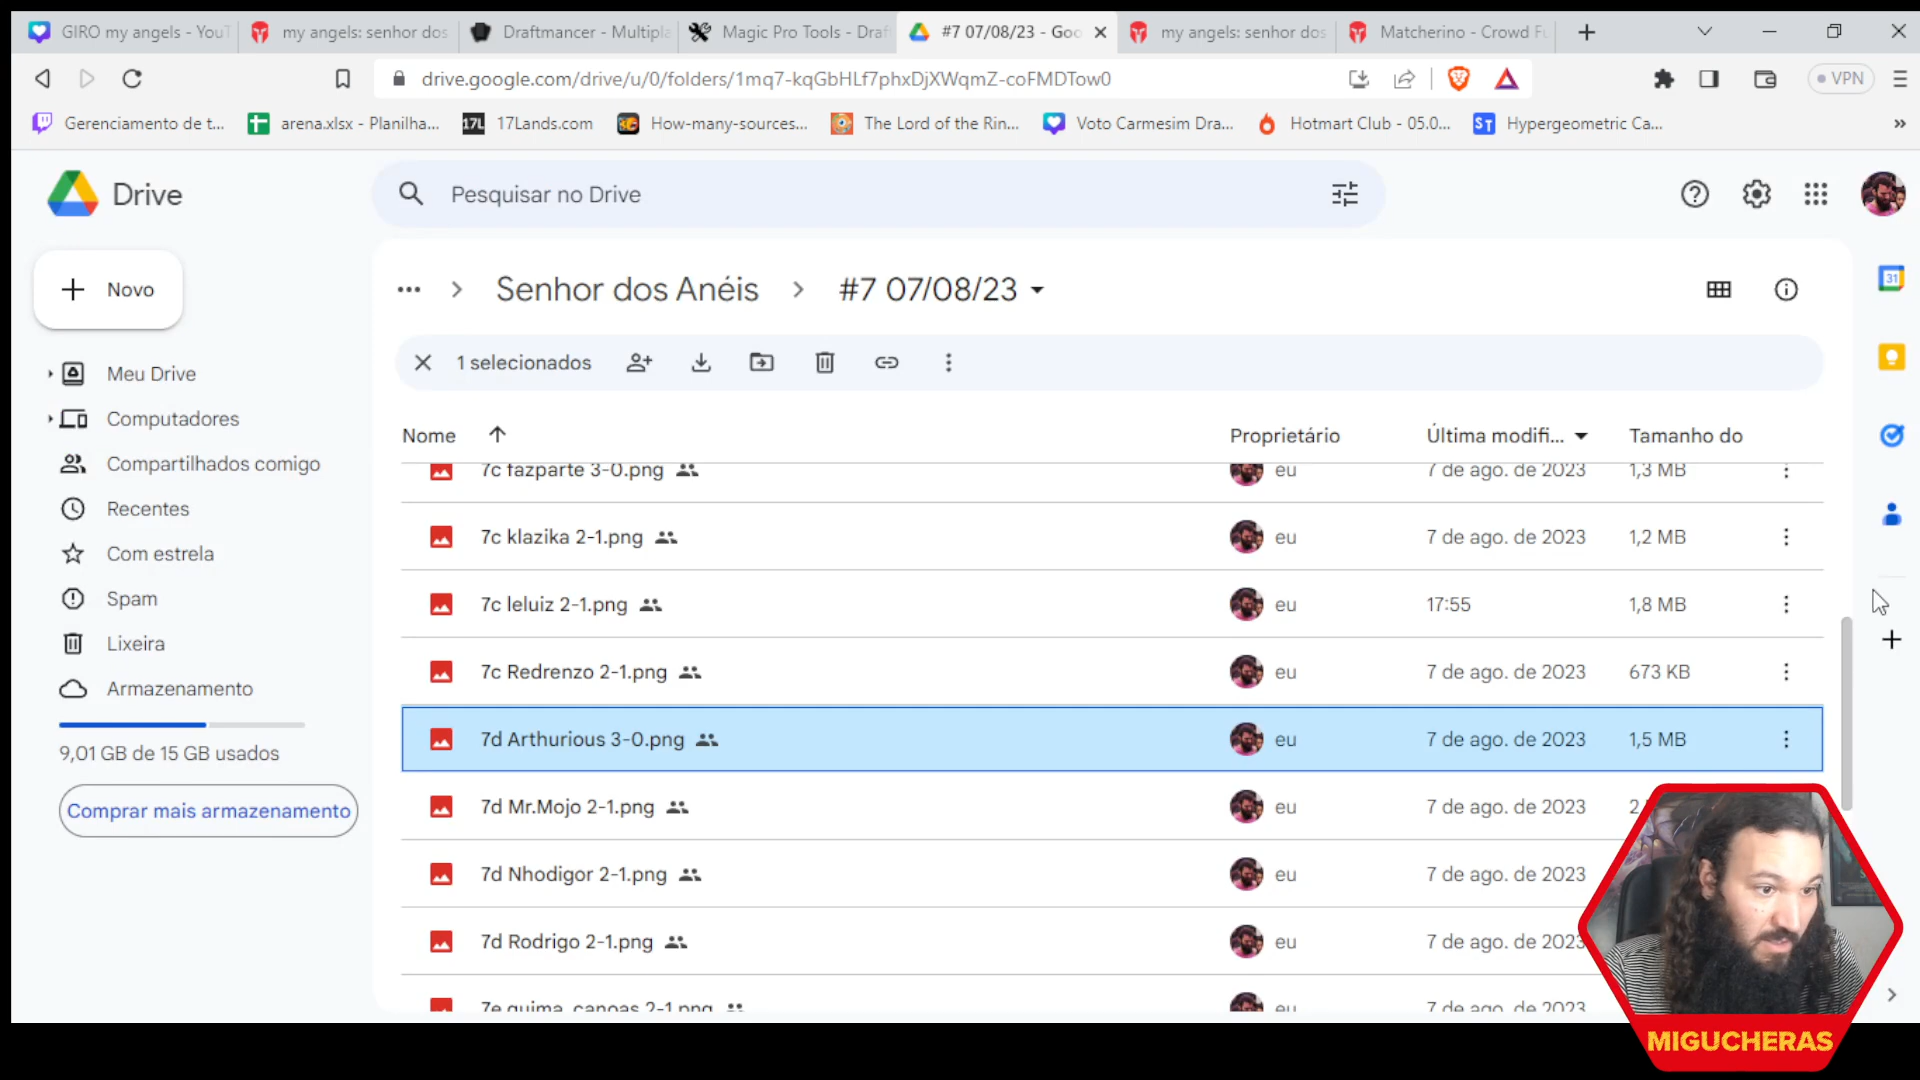 GIRO my angels - YouT
my angels: senhor dos
Draftmancer - Multipla
Magic Pro Tools - Draf
#7 07/08/23 - Goo
my angels: senhor dos
Matcherino - Crowd Fu
drive.google.com/drive/u/0/folders/1mq7-kqGbHLf7phxDjXWqmZ-coFMDTow0
VPN
Gerenciamento de t...
arena.xlsx - Planilha...
17L 17Lands.com
How-many-sources...
The Lord of the Rin...
Voto Carmesim Dra...
Hotmart Club - 05.0...
ST Hypergeometric Ca...
Drive
Pesquisar no Drive
Novo
Senhor dos Anéis
#7 07/08/23
31
1 selecionados
Meu Drive
Computadores
Compartilhados comigo
Recentes
Com estrela
Spam
Lixeira
Armazenamento
9,01 GB de 15 GB usados
Comprar mais armazenamento
Nome Proprietário Última modifi... Tamanho do
7c fazparte 3-0.png eu 7 de ago. de 2023 1,3 MB
7c klazika 2-1.png eu 7 de ago. de 2023 1,2 MB
7c leluiz 2-1.png eu 17:55 1,8 MB
7c Redrenzo 2-1.png eu 7 de ago. de 2023 673 KB
7d Arthurious 3-0.png eu 7 de ago. de 2023 1,5 MB
7d Mr.Mojo 2-1.png eu 7 de ago. de 2023 2
7d Nhodigor 2-1.png eu 7 de ago. de 2023
7d Rodrigo 2-1.png eu 7 de ago. de 2023
7e guima_canoas 2-1.png eu 7 de ago. de 2023
MIGUCHERAS